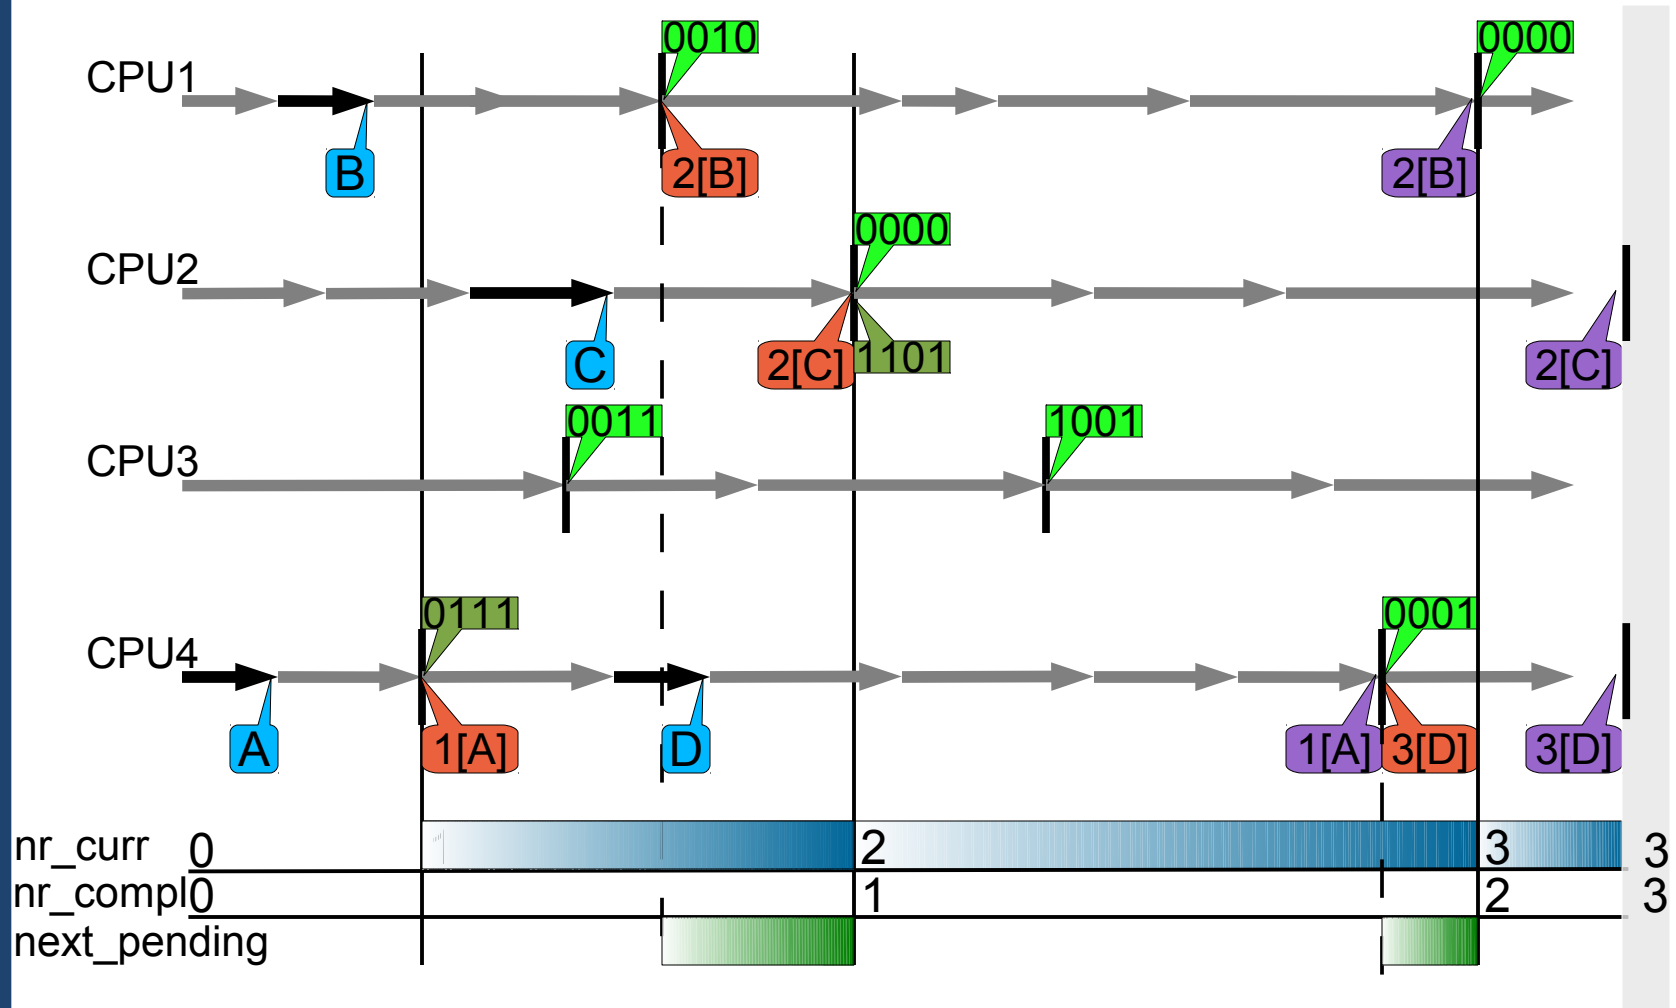 0010 0000
CPU1
B 2[B] 2[B]
0000
CPU2
C 2[C] 1101 2[C]
0011 1001
CPU3
0111 0001
CPU4
A 1[A] D 1[A] 3[D] 3[D]
nr_curr 0 2 3 3
nr_compl 0 1 2 3
next_pending